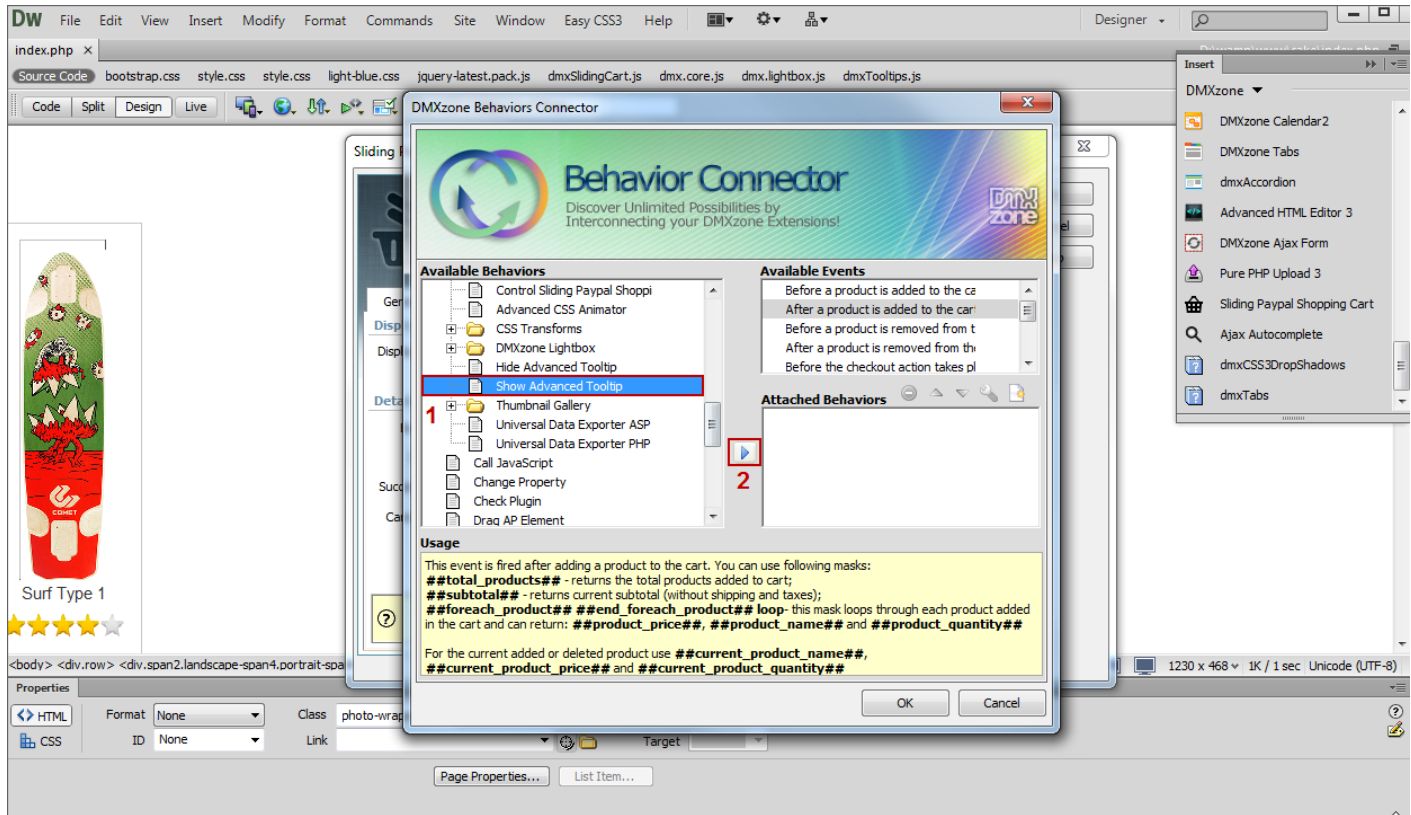 DW File Edit View Insert Modify Format Commands Site Window Easy CSS3 Help Designer
index.php ×
Source Code bootstrap.css style.css style.css light-blue.css jquery-latest.pack.js dmxSlidingCart.js dmx.core.js dmx.lightbox.js dmxTooltips.js
Code Split Design Live
Surf Type 1
COMET
Sliding
DMXzone Behaviors Connector
Behavior Connector
Discover Unlimited Possibilities by
Interconnecting your DMXzone Extensions!
DMX
zone
Available Behaviors
Control Sliding Paypal Shoppi
Advanced CSS Animator
CSS Transforms
DMXzone Lightbox
Hide Advanced Tooltip
Show Advanced Tooltip
Thumbnail Gallery
Universal Data Exporter ASP
Universal Data Exporter PHP
Call JavaScript
Change Property
Check Plugin
Drag AP Element
1
2
Available Events
Before a product is added to the ca
After a product is added to the car
Before a product is removed from t
After a product is removed from the
Before the checkout action takes pl
Attached Behaviors
Usage
This event is fired after adding a product to the cart. You can use following masks:
##total_products## - returns the total products added to cart;
##subtotal## - returns current subtotal (without shipping and taxes);
##foreach_product## ##end_foreach_product## loop- this mask loops through each product added
in the cart and can return: ##product_price##, ##product_name## and ##product_quantity##
For the current added or deleted product use ##current_product_name##,
##current_product_price## and ##current_product_quantity##
OK Cancel
Insert
DMXzone
DMXzone Calendar2
DMXzone Tabs
dmxAccordion
Advanced HTML Editor 3
DMXzone Ajax Form
Pure PHP Upload 3
Sliding Paypal Shopping Cart
Ajax Autocomplete
dmxCSS3DropShadows
dmxTabs
<body> <div.row> <div.span2.landscape-span4.portrait-spa
1230 x 468 1K / 1 sec Unicode (UTF-8)
Properties
<> HTML Format None Class photo-wrap
CSS ID None Link Target
Page Properties... List Item...